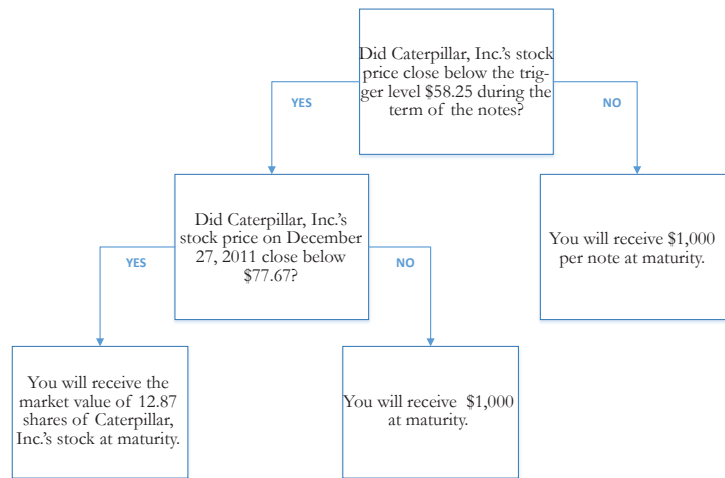 Did Caterpillar, Inc.'s stock
price close below the trig-
ger level $58.25 during the
term of the notes?
YES
NO
Did Caterpillar, Inc.'s
stock price on December
27, 2011 close below
$77.67?
You will receive $1,000
per note at maturity.
YES
NO
You will receive the
market value of 12.87
shares of Caterpillar,
Inc.'s stock at maturity.
You will receive $1,000
at maturity.